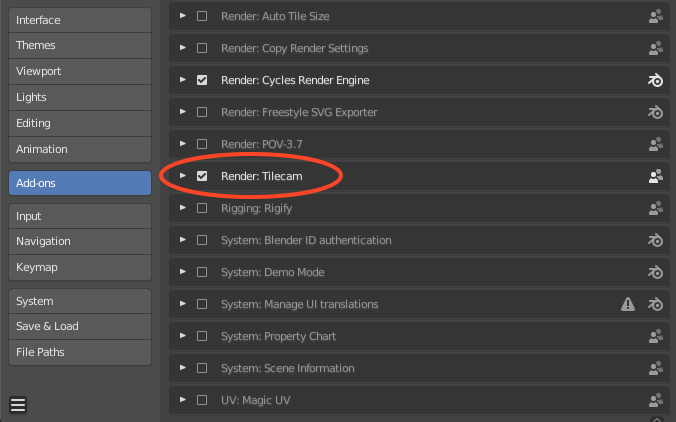 Interface
Themes
Viewport
Lights
Editing
Animation
Add-ons
Input
Navigation
Keymap
System
Save & Load
File Paths
Render: Auto Tile Size
Render: Copy Render Settings
Render: Cycles Render Engine
Render: Freestyle SVG Exporter
Render: POV-3.7
Render: Tilecam
Rigging: Rigify
System: Blender ID authentication
System: Demo Mode
System: Manage UI translations
System: Property Chart
System: Scene Information
UV: Magic UV